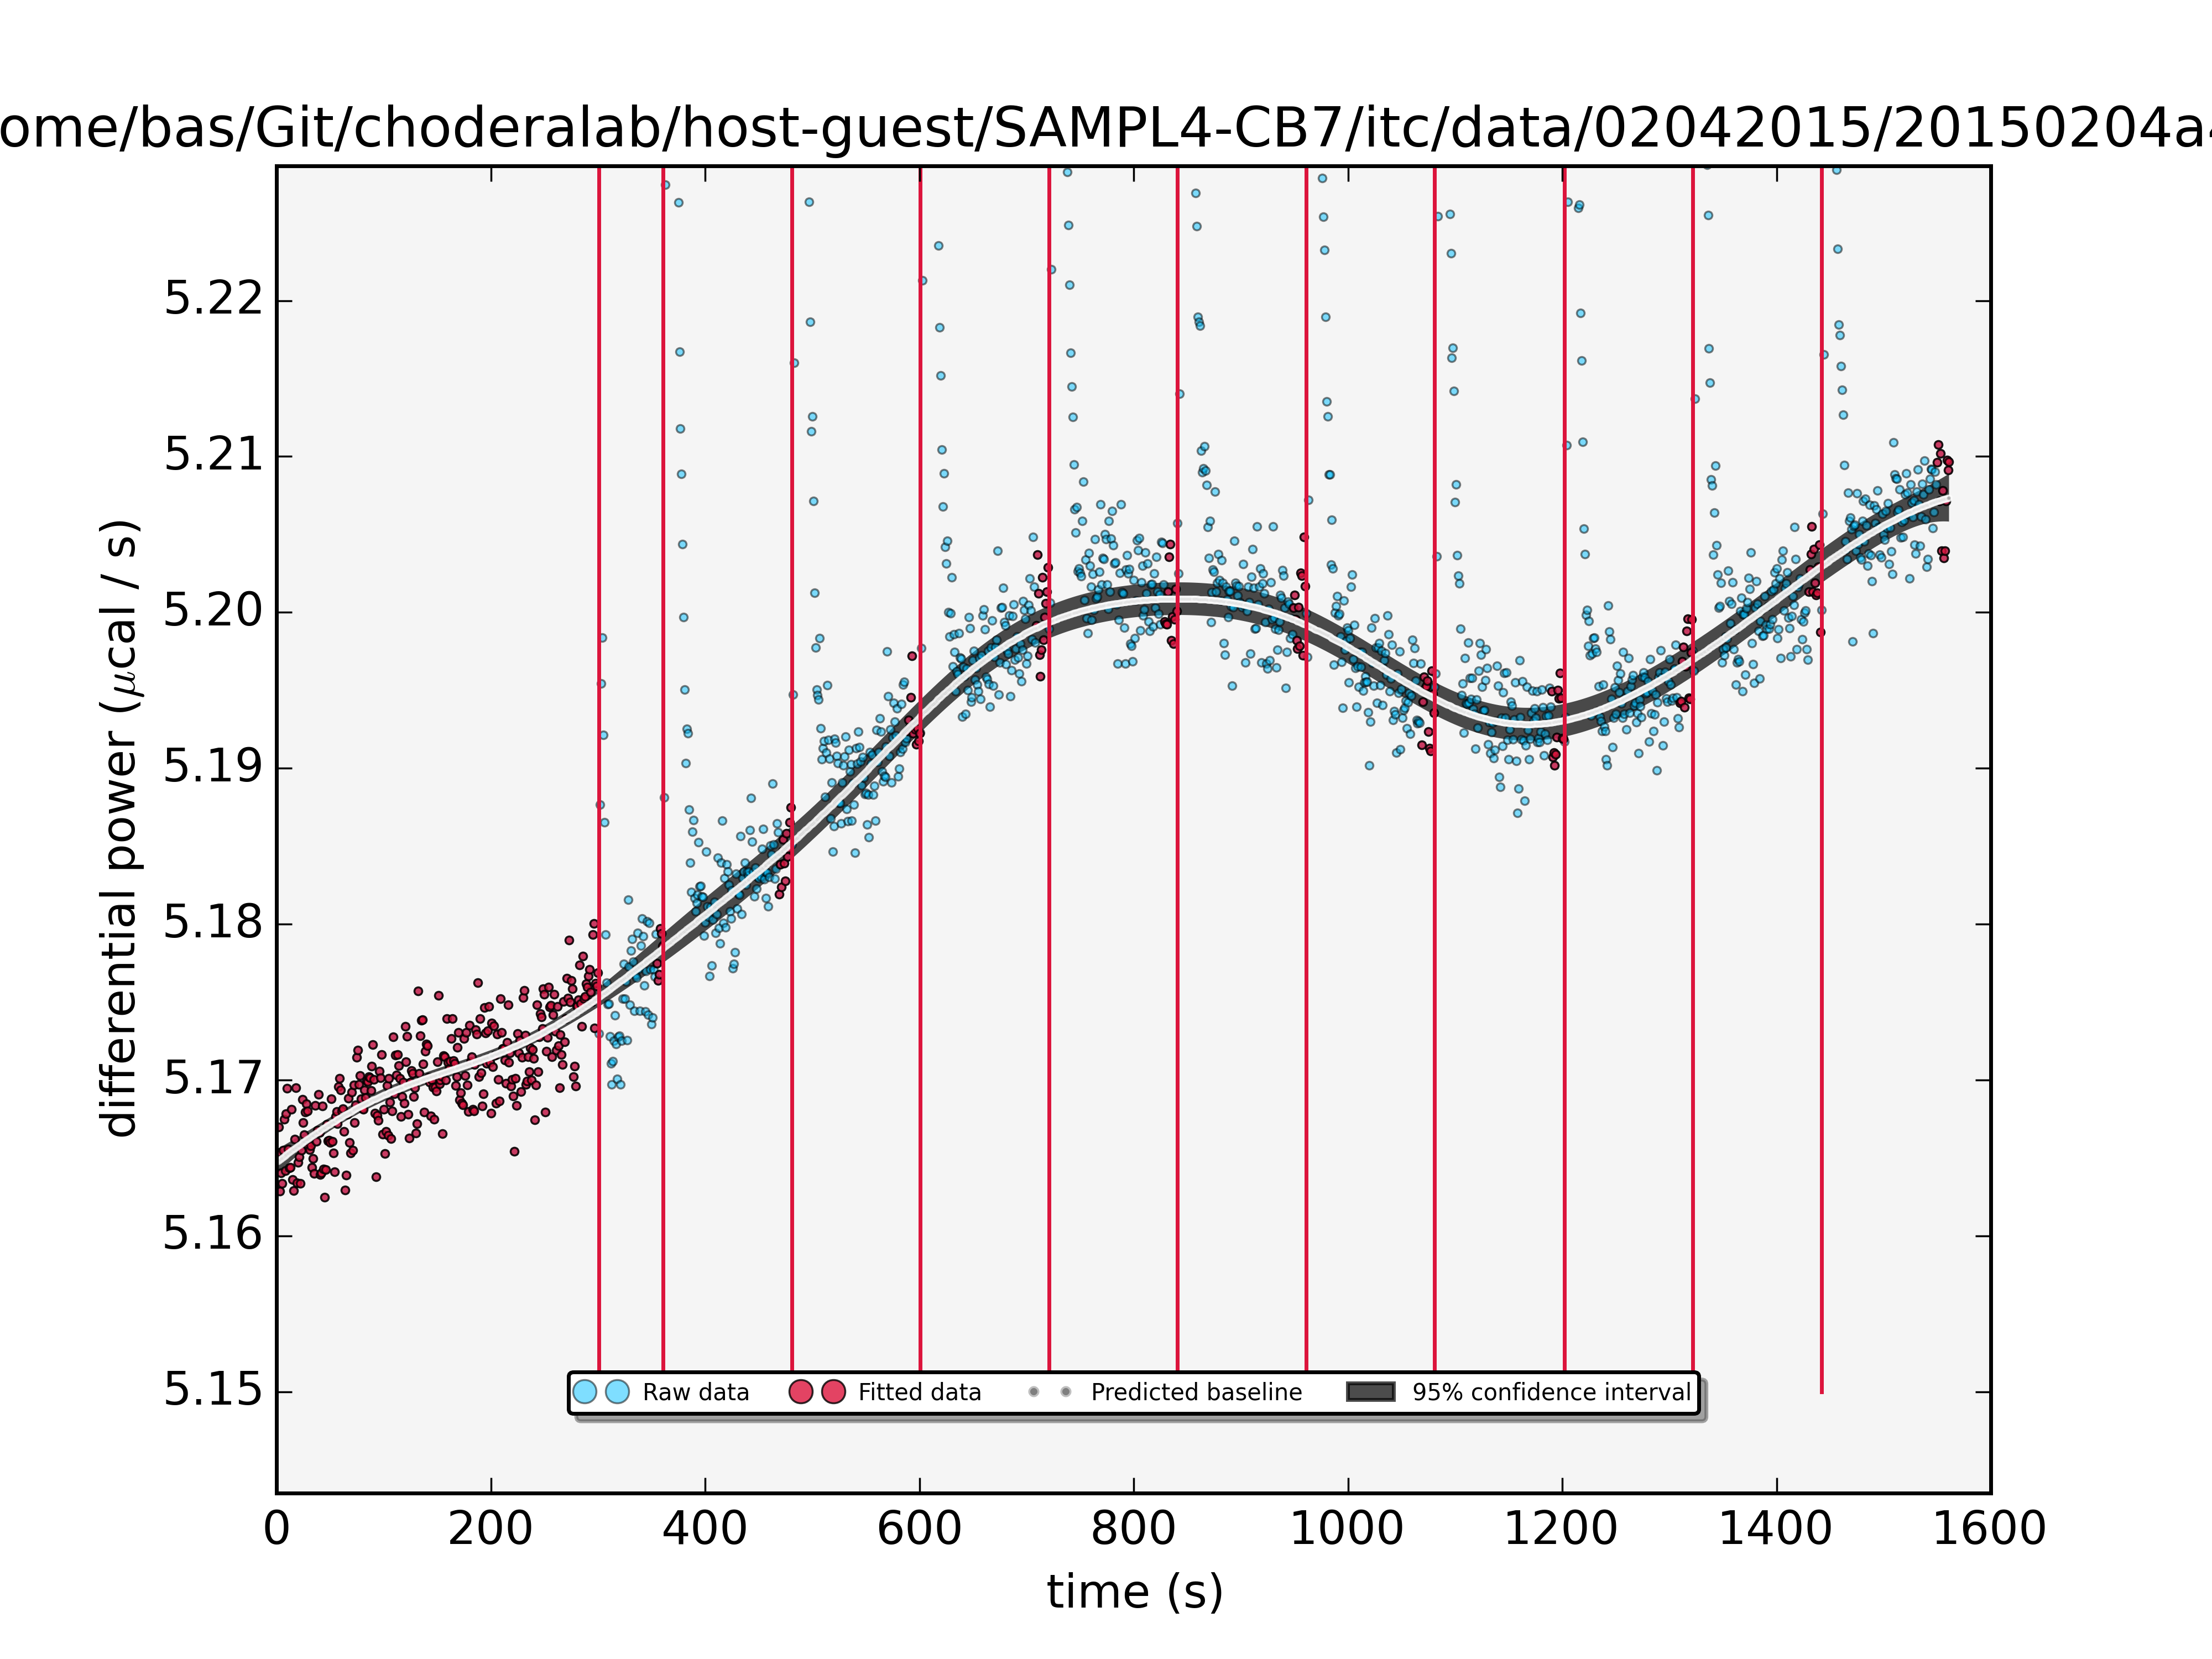 ome/bas/Git/choderalab/host-guest/SAMPL4-CB7/itc/data/02042015/20150204a
differential power (μcal / s)
5.22
5.21
5.20
5.19
5.18
5.17
5.16
5.15
Raw data Fitted data Predicted baseline 95% confidence interval
0 200 400 600 800 1000 1200 1400 1600
time (s)